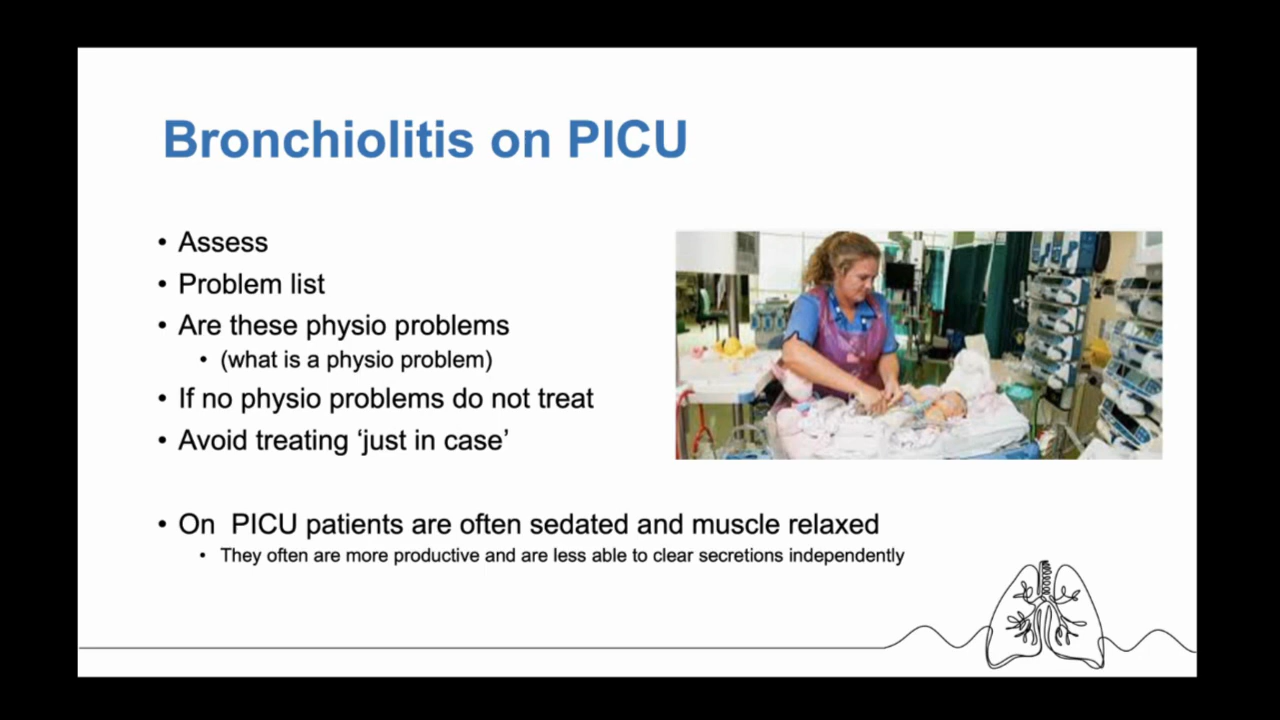 Bronchiolitis on PICU
• Assess
• Problem list
• Are these physio problems
• (what is a physio problem)
• If no physio problems do not treat
• Avoid treating ‘just in case’
• On  PICU patients are often sedated and muscle relaxed
• They often are more productive and are less able to clear secretions independently